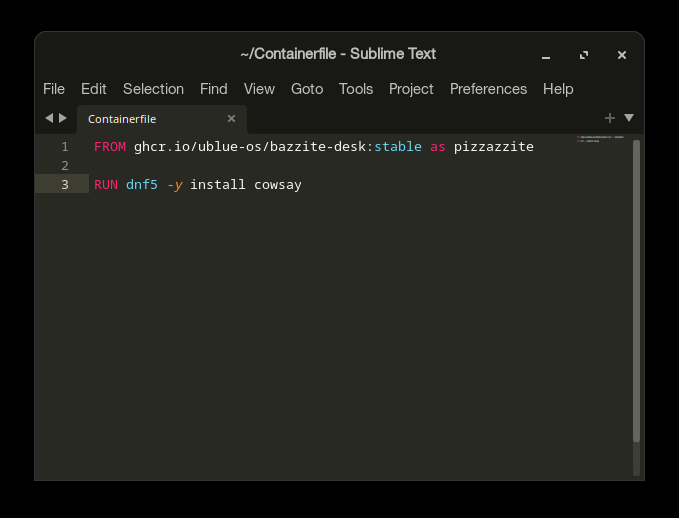 ~/Containerfile - Sublime Text
File Edit Selection Find View Goto Tools Project Preferences Help
Containerfile
1 FROM ghcr.io/ublue-os/bazzite-desk:stable as pizzazzite
2
3 RUN dnf5 -y install cowsay